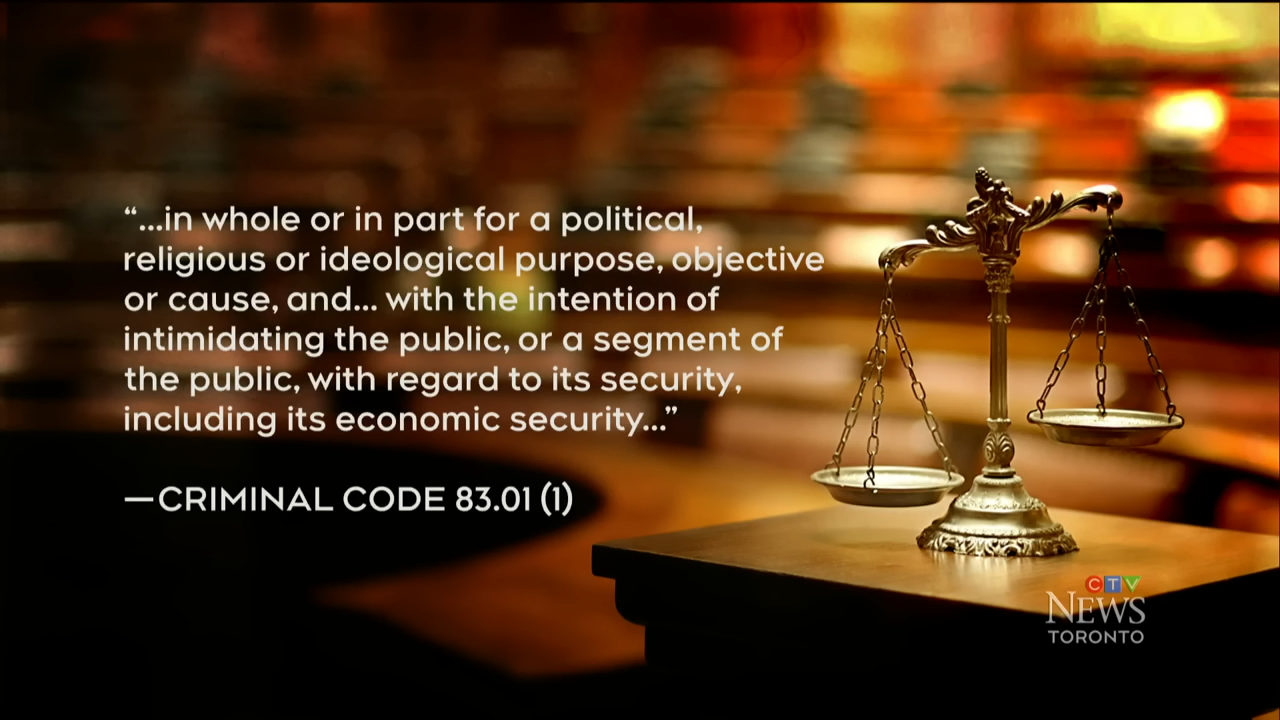 “...in whole or in part for a political,
religious or ideological purpose, objective
or cause, and... with the intention of
intimidating the public, or a segment of
the public, with regard to its security,
including its economic security...”
—CRIMINAL CODE 83.01 (1)
CTV
NEWS
TORONTO